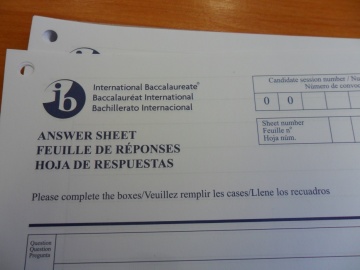 ib
International Baccalaureate®
Baccalauréat International
Bachillerato Internacional
Candidate session number / 
Número de convoc
0 0
ANSWER SHEET
FEUILLE DE RÉPONSES
HOJA DE RESPUESTAS
Sheet number
Feuille nº
Hoja núm.
Please complete the boxes/Veuillez remplir les cases/Llene los recuadros
Question
Question
Pregunta